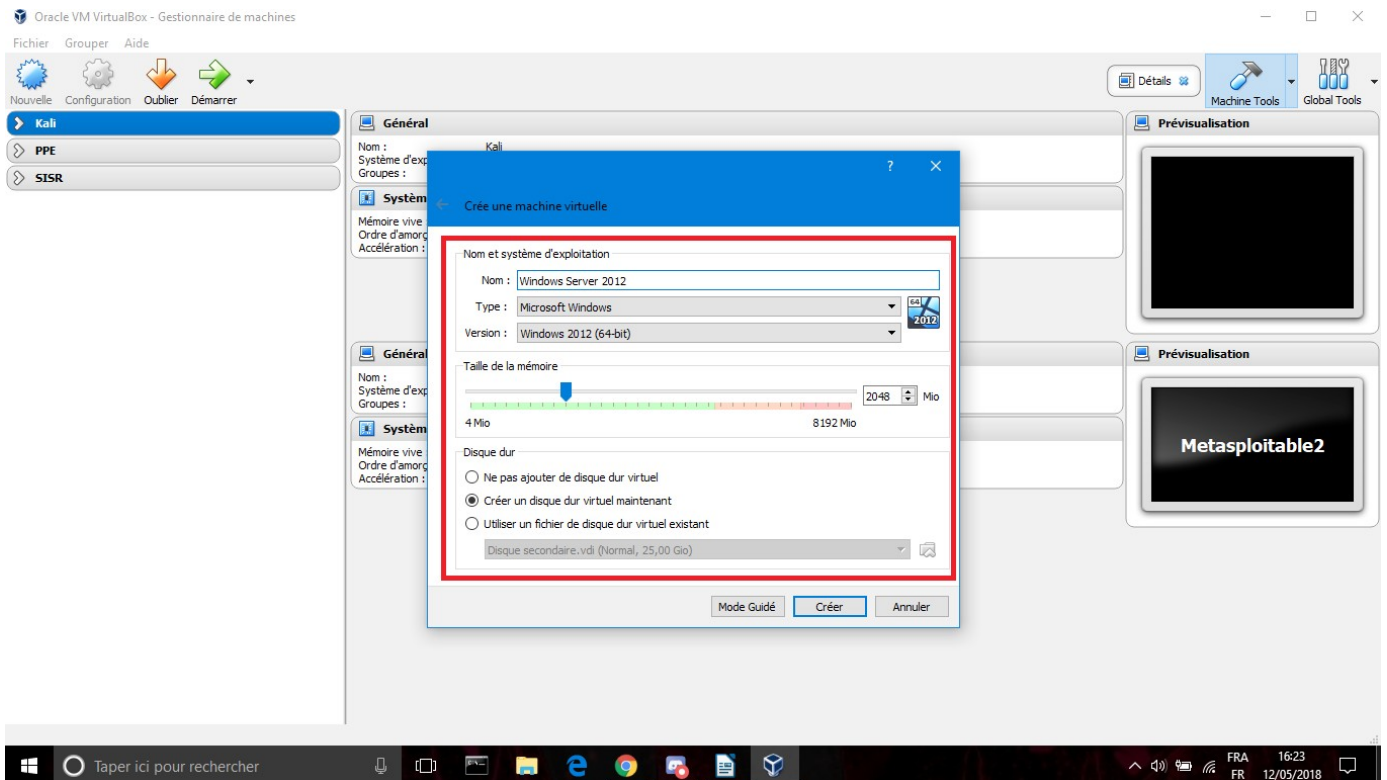 Oracle VM VirtualBox - Gestionnaire de machines
Fichier Grouper Aide
Nouvelle Configuration Oublier Démarrer
Détails
Machine Tools
Global Tools
Kali
PPE
SISR
Général
Nom : Kali
Système d'exp
Groupes :
Systèm
Mémoire vive
Ordre d'amorç
Accélération :
Prévisualisation
Général
Nom :
Système d'exp
Groupes :
Systèm
Mémoire vive
Ordre d'amorç
Accélération :
Prévisualisation
Metasploitable2
?
Crée une machine virtuelle
Nom et système d'exploitation
Nom : Windows Server 2012
Type : Microsoft Windows
64
2012
Version : Windows 2012 (64-bit)
Taille de la mémoire
2048 Mio
4 Mio 8192 Mio
Disque dur
Ne pas ajouter de disque dur virtuel
Créer un disque dur virtuel maintenant
Utiliser un fichier de disque dur virtuel existant
Disque secondaire.vdi (Normal, 25,00 Gio)
Mode Guidé Créer Annuler
Taper ici pour rechercher
FRA
FR
16:23
12/05/2018